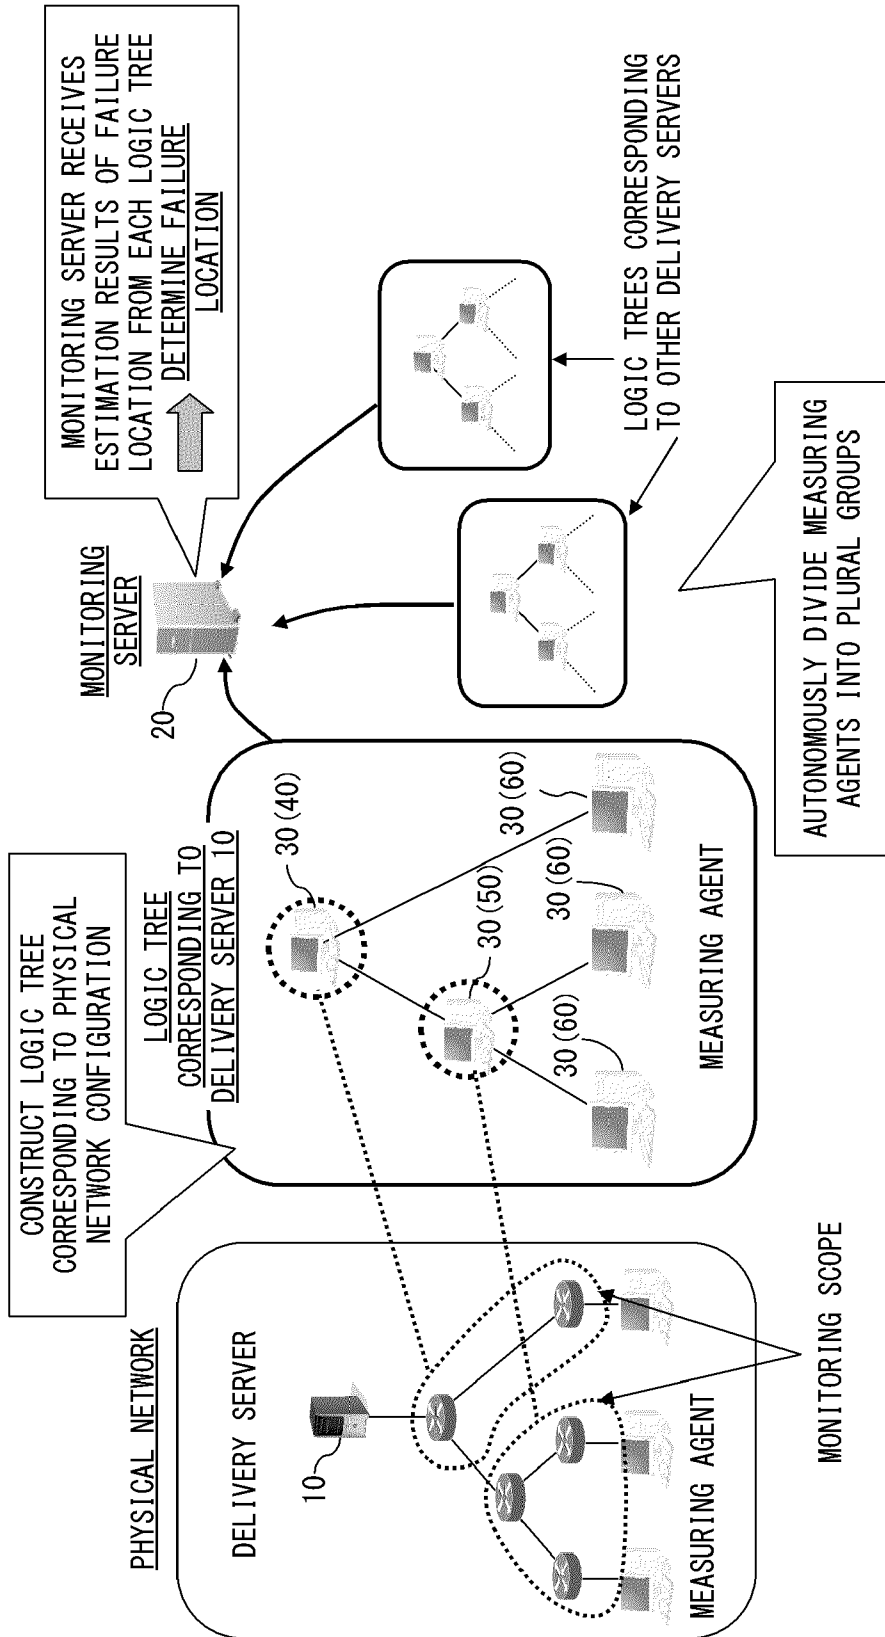 CONSTRUCT LOGIC TREE
CORRESPONDING TO PHYSICAL
NETWORK CONFIGURATION
MONITORING SERVER RECEIVES
ESTIMATION RESULTS OF FAILURE
LOCATION FROM EACH LOGIC TREE
DETERMINE FAILURE
LOCATION
PHYSICAL NETWORK
DELIVERY SERVER
10
MEASURING AGENT
MONITORING SCOPE
LOGIC TREE
CORRESPONDING TO
DELIVERY SERVER 10
30(40)
30(50)
30(60)
30(60)
30(60)
MEASURING AGENT
MONITORING
SERVER
20
LOGIC TREES CORRESPONDING
TO OTHER DELIVERY SERVERS
AUTONOMOUSLY DIVIDE MEASURING
AGENTS INTO PLURAL GROUPS